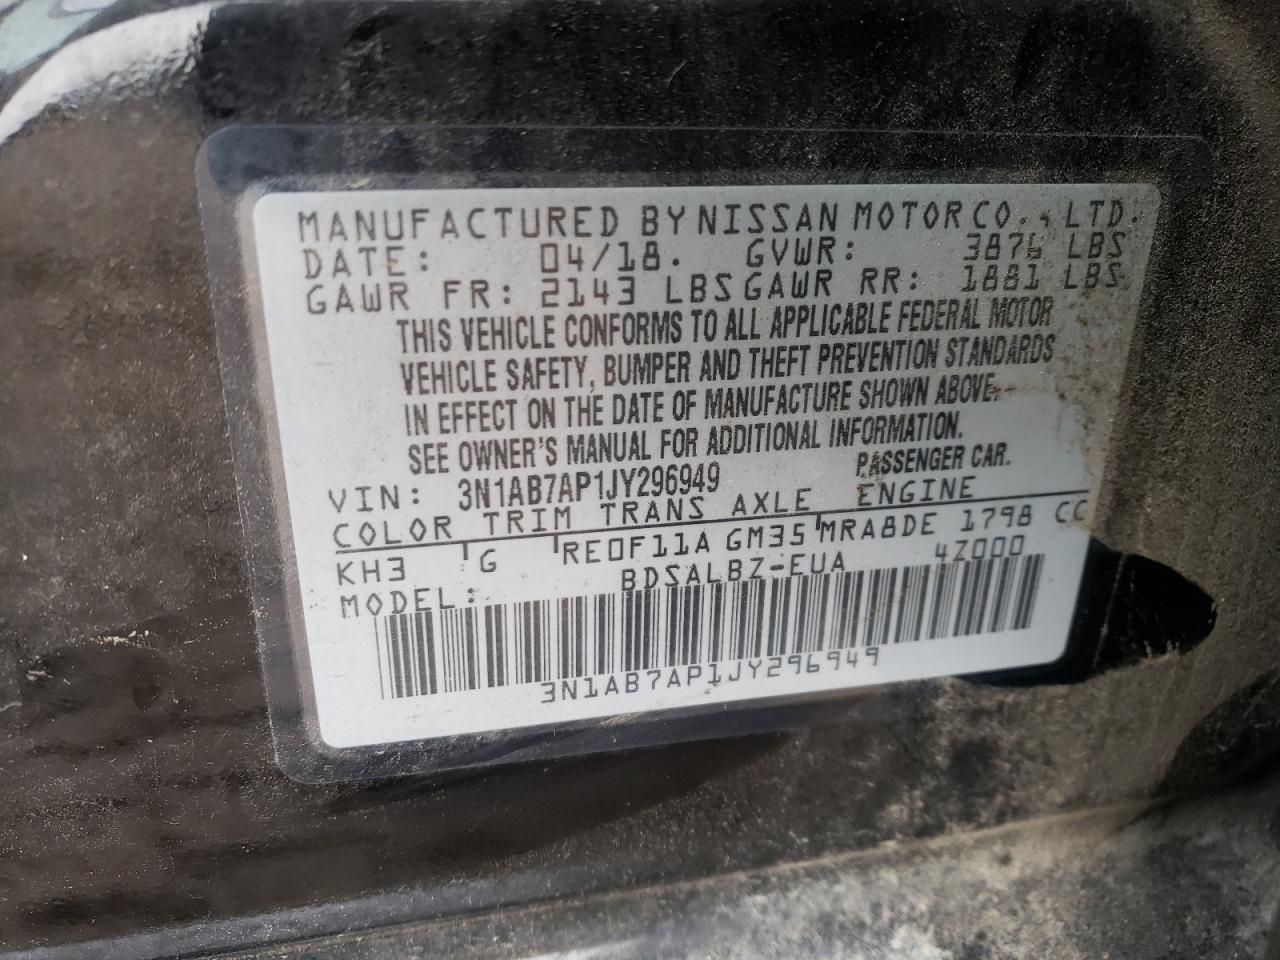 MANUFACTURED BY NISSAN MOTOR CO., LTD.
DATE: 04/18. GVWR: 3876 LBS
GAWR FR: 2143 LBS GAWR RR: 1881 LBS
THIS VEHICLE CONFORMS TO ALL APPLICABLE FEDERAL MOTOR
VEHICLE SAFETY, BUMPER AND THEFT PREVENTION STANDARDS
IN EFFECT ON THE DATE OF MANUFACTURE SHOWN ABOVE.
SEE OWNER'S MANUAL FOR ADDITIONAL INFORMATION.
VIN: 3N1AB7AP1JY296949 PASSENGER CAR.
COLOR TRIM TRANS AXLE ENGINE
KH3 G RE0F11A GM35 MRA8DE 1798 CC
MODEL: BDSALBZ-EUA 4Z000
3N1AB7AP1JY296949